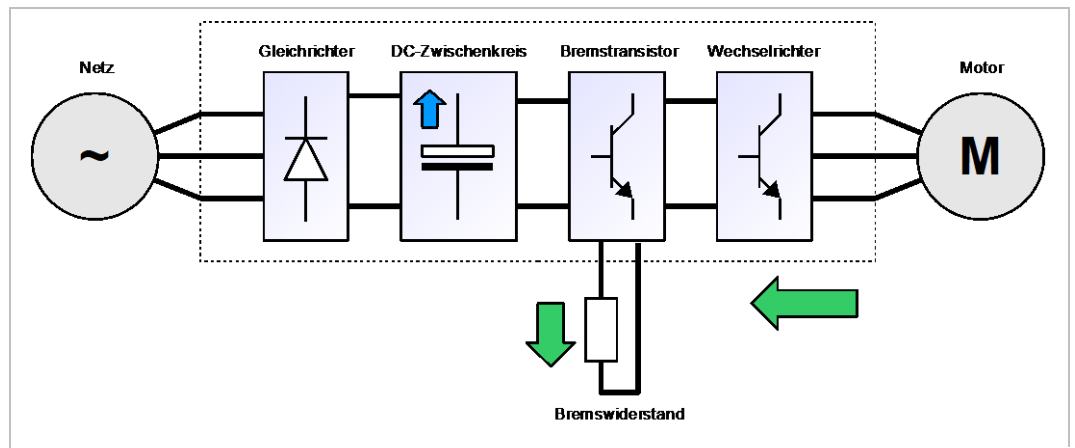 Gleichrichter DC-Zwischenkreis Bremstransistor Wechselrichter
Netz Motor
~ M
Bremswiderstand